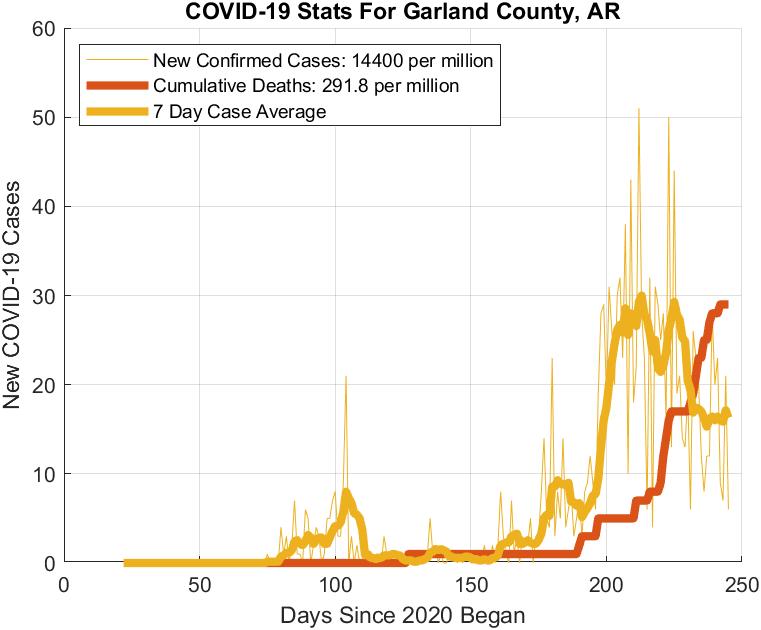 COVID-19 Stats For Garland County, AR
60
50
40
30
20
10
0
New COVID-19 Cases
New Confirmed Cases: 14400 per million
Cumulative Deaths: 291.8 per million
7 Day Case Average
0 50 100 150 200 250
Days Since 2020 Began